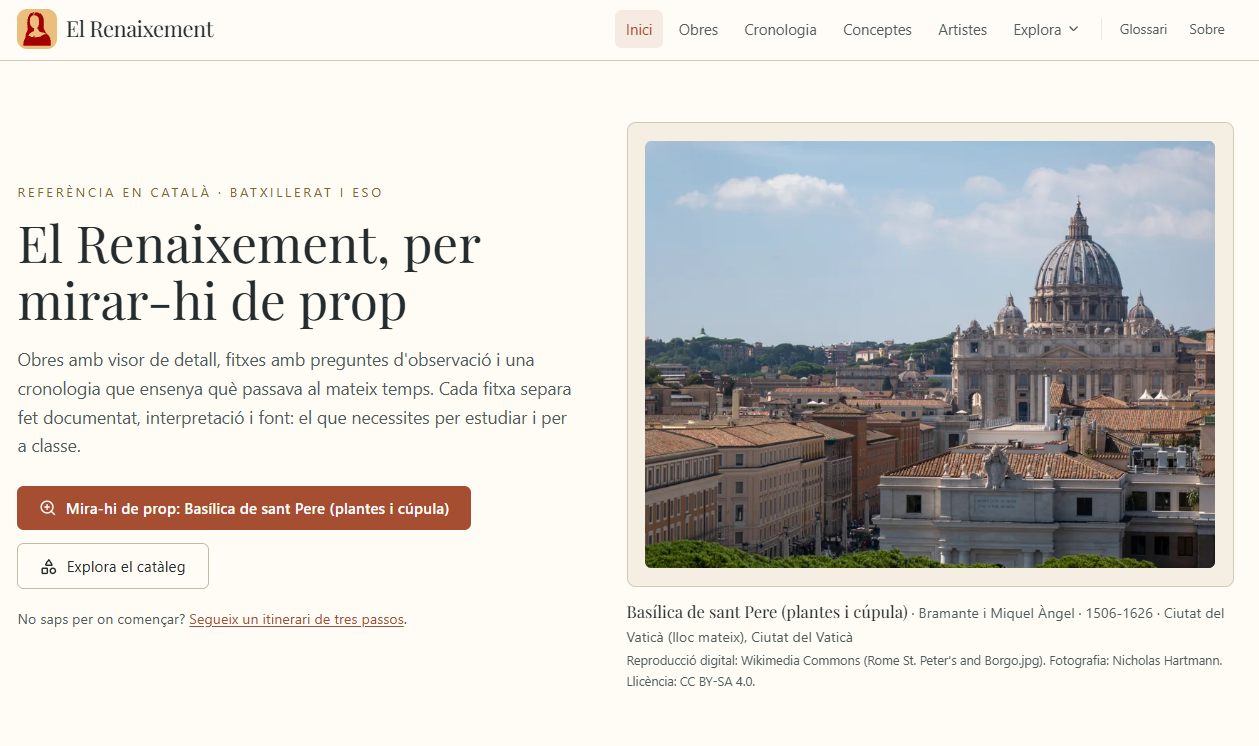 El Renaixement
Inici Obres Cronologia Conceptes Artistes Explora Glossari Sobre
REFERÈNCIA EN CATALÀ · BATXILLERAT I ESO
El Renaixement, per
mirar-hi de prop
Obres amb visor de detall, fitxes amb preguntes d'observació i una
cronologia que ensenya què passava al mateix temps. Cada fitxa separa
fet documentat, interpretació i font: el que necessites per estudiar i per
a classe.
Mira-hi de prop: Basílica de sant Pere (plantes i cúpula)
Explora el catàleg
No saps per on començar? Segueix un itinerari de tres passos.
Basílica de sant Pere (plantes i cúpula) · Bramante i Miquel Àngel · 1506-1626 · Ciutat del
Vaticà (lloc mateix), Ciutat del Vaticà
Reproducció digital: Wikimedia Commons (Rome St. Peter's and Borgo.jpg). Fotografia: Nicholas Hartmann.
Llicència: CC BY-SA 4.0.